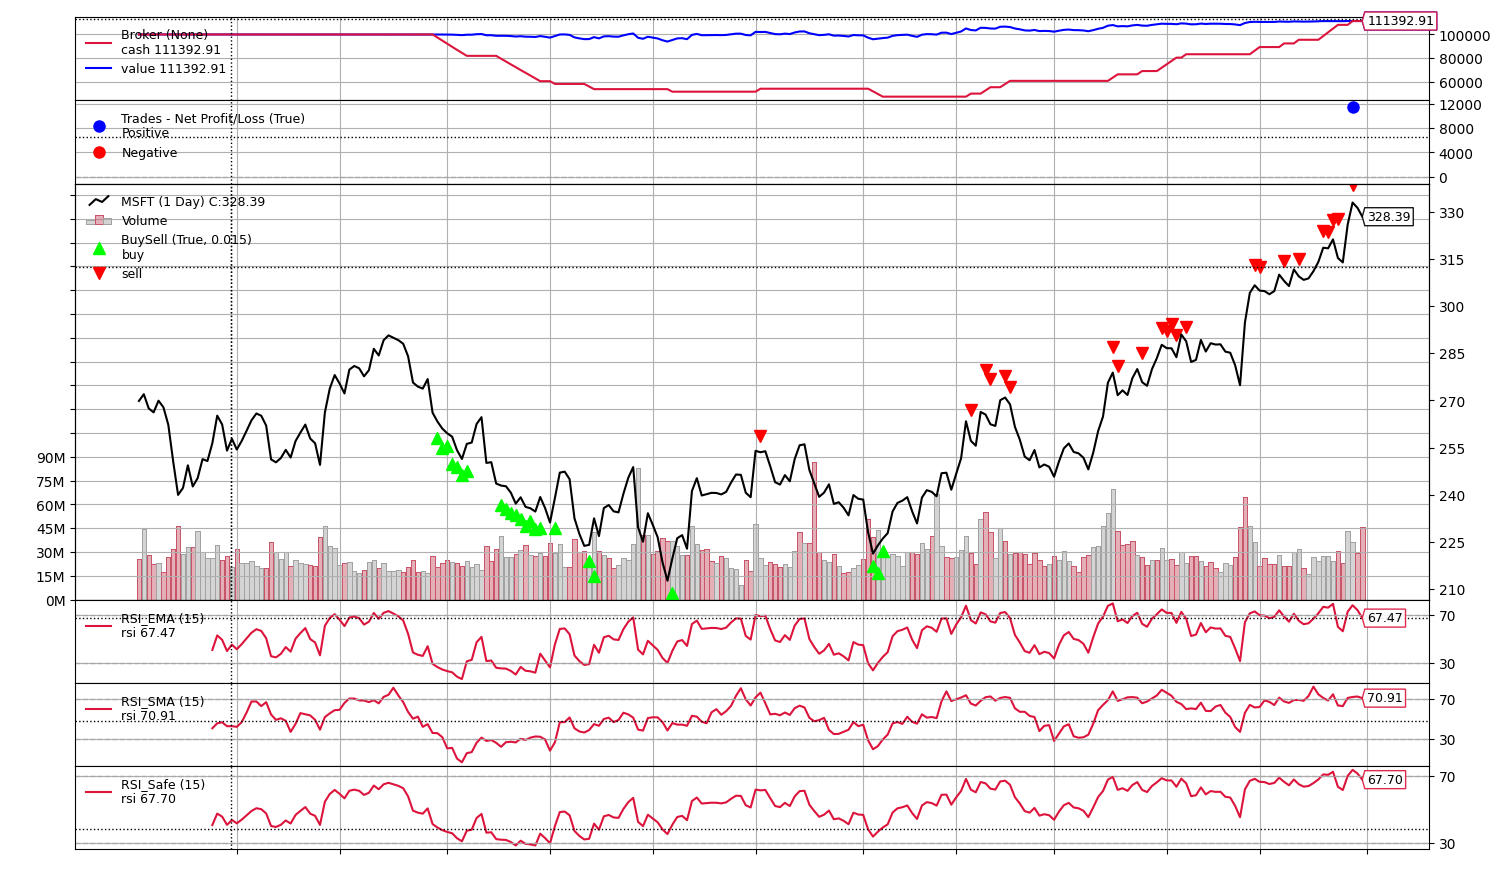 Broker (None)
cash 111392.91
value 111392.91
111392.91
100000
80000
60000
Trades - Net Profit/Loss (True)
Positive
Negative
12000
8000
4000
0
MSFT (1 Day) C:328.39
Volume
BuySell (True, 0.015)
buy
sell
328.39
330
315
300
285
270
255
240
225
210
90M
75M
60M
45M
30M
15M
0M
RSI_EMA (15)
rsi 67.47
70
67.47
30
RSI_SMA (15)
rsi 70.91
70.91
70
30
RSI_Safe (15)
rsi 67.70
70
67.70
30